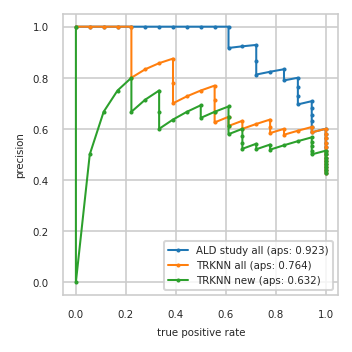 1.0
0.8
0.6
0.4
0.2
0.0
precision
ALD study all (aps: 0.923)
TRKNN all (aps: 0.764)
TRKNN new (aps: 0.632)
0.0 0.2 0.4 0.6 0.8 1.0
true positive rate